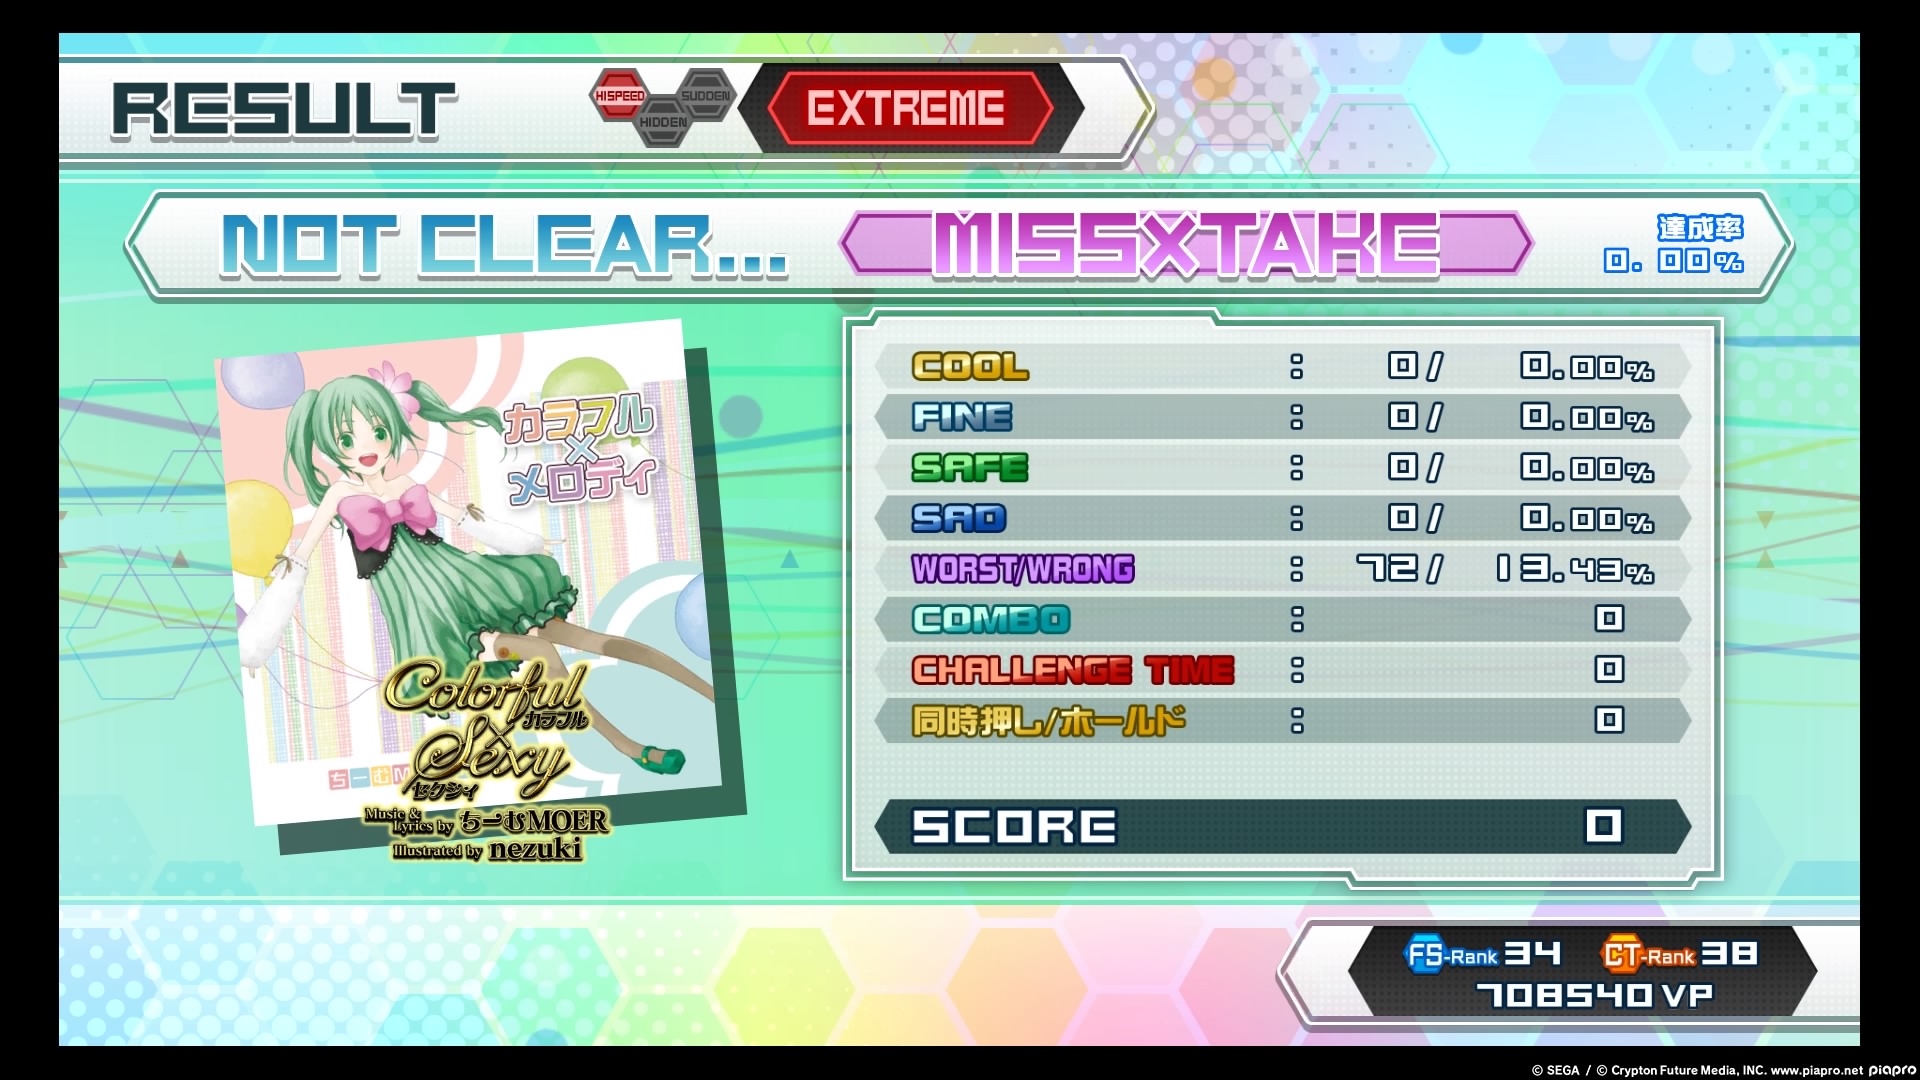 RESULT
HISPEED
HIDDEN
SUDDEN
EXTREME
NOT CLEAR...
MISS×TAKE
達成率
0.00%
カラフル
×
メロディ
Colorful
カラフル
×
Sexy
セクシィ
Music &
Lyrics by ちーむMOER
Illustrated by nezuki
COOL : 0/ 0.00%
FINE : 0/ 0.00%
SAFE : 0/ 0.00%
SAD : 0/ 0.00%
WORST/WRONG : 72/ 13.43%
COMBO : 0
CHALLENGE TIME : 0
同時押し/ホールド : 0
SCORE 0
FS-Rank 34 CT-Rank 38
708540 VP
© SEGA / © Crypton Future Media, INC. www.piapro.net piapro